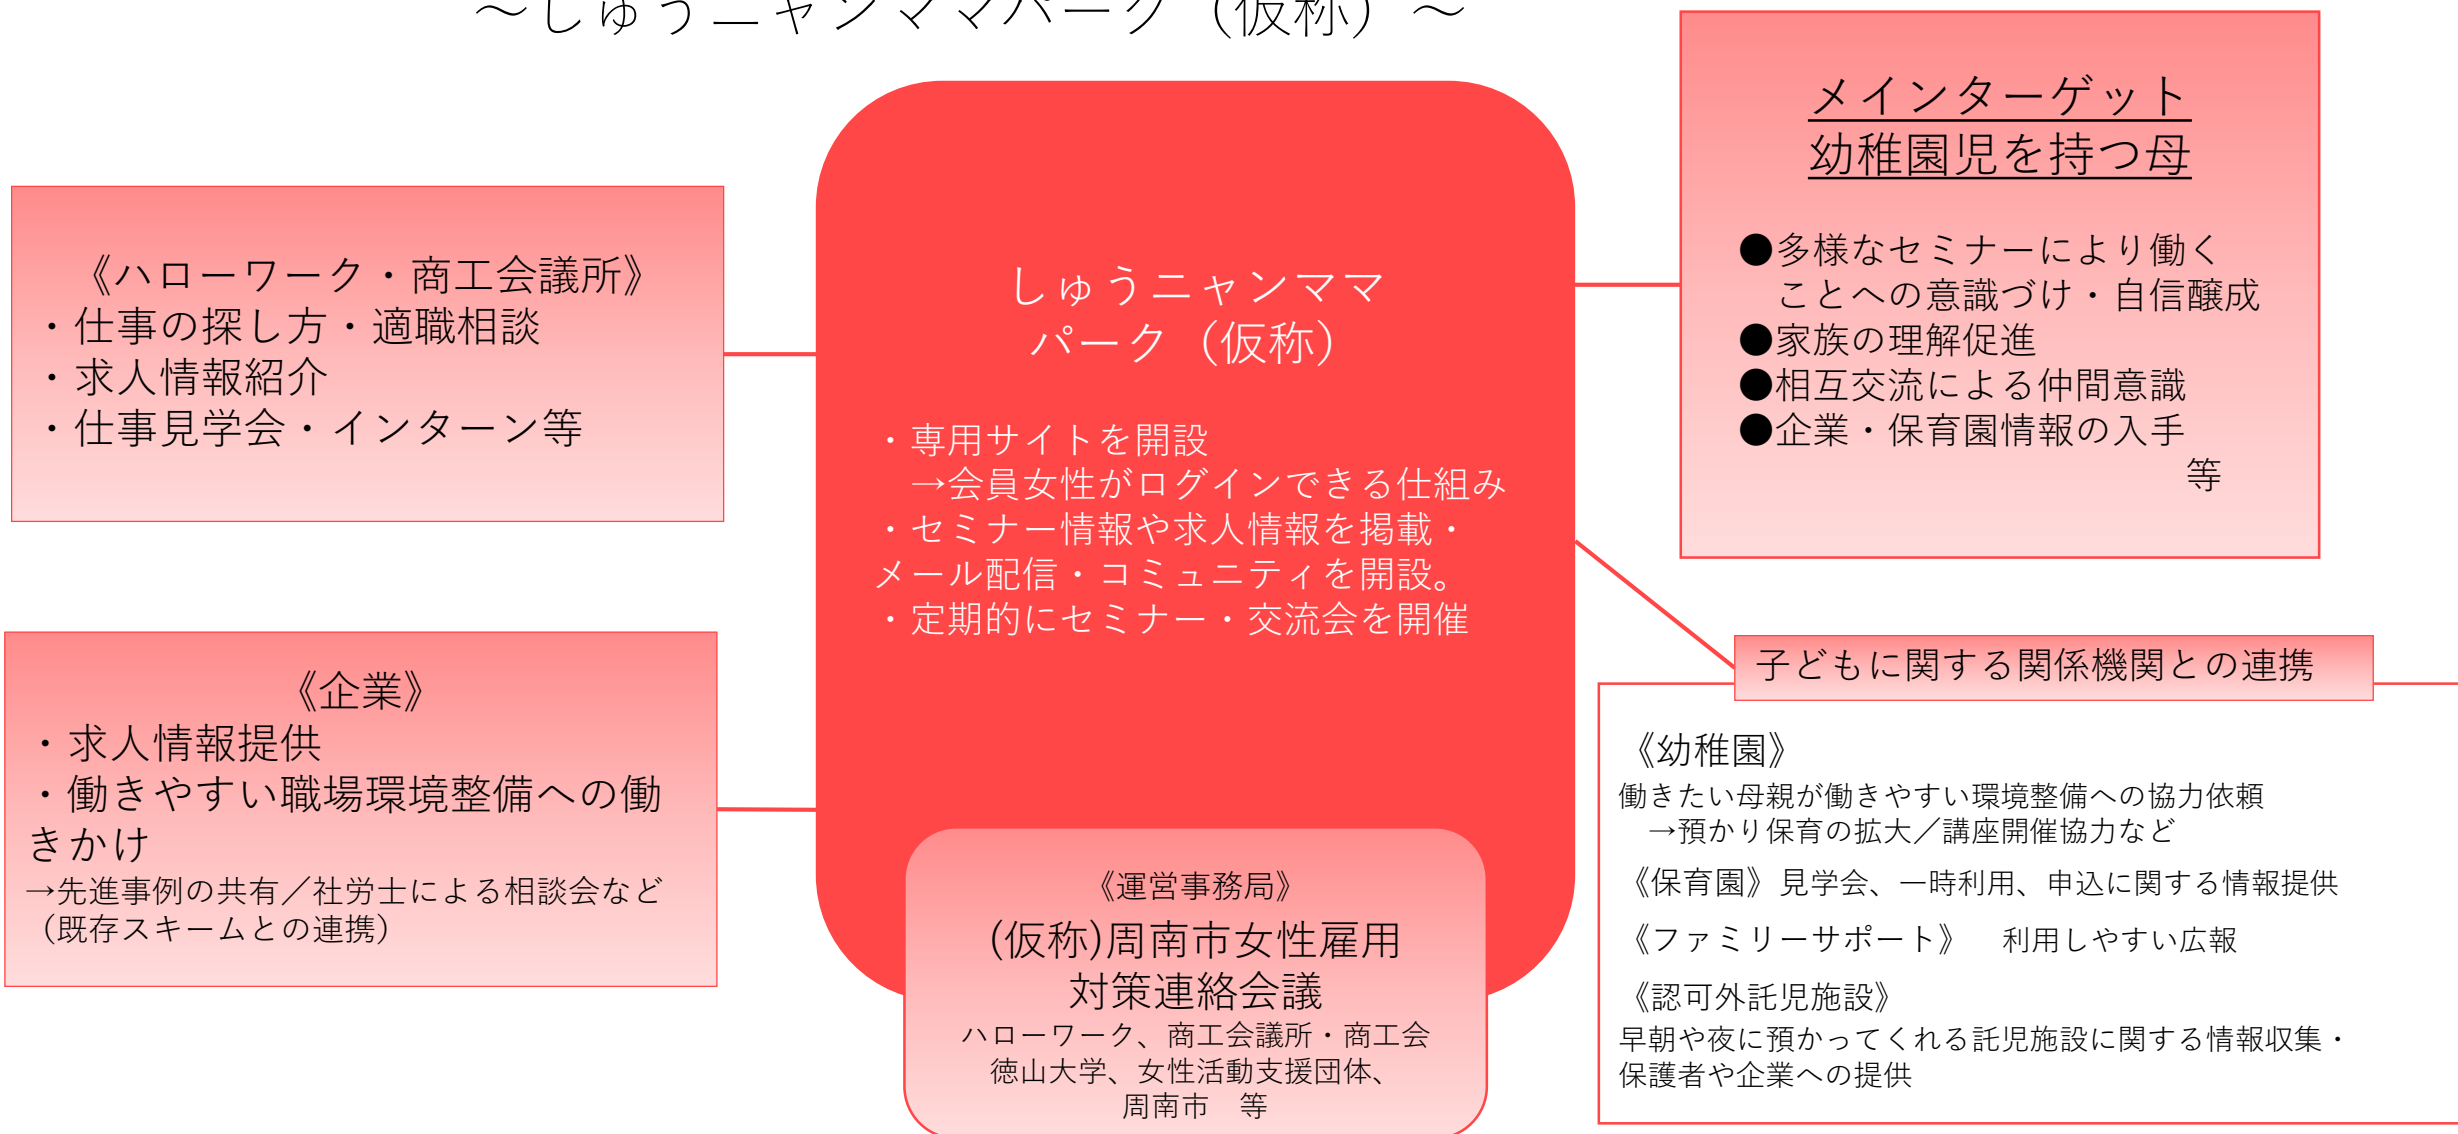 ～しゅうニャンママパーク（仮称）～
《ハローワーク・商工会議所》
・仕事の探し方・適職相談
・求人情報紹介
・仕事見学会・インターン等
《企業》
・求人情報提供
・働きやすい職場環境整備への働
きかけ
→先進事例の共有／社労士による相談会など
（既存スキームとの連携）
しゅうニャンママ
パーク（仮称）
・専用サイトを開設
→会員女性がログインできる仕組み
・セミナー情報や求人情報を掲載・
メール配信・コミュニティを開設。
・定期的にセミナー・交流会を開催
《運営事務局》
(仮称)周南市女性雇用
対策連絡会議
ハローワーク、商工会議所・商工会
徳山大学、女性活動支援団体、
周南市　等
メインターゲット
幼稚園児を持つ母
●多様なセミナーにより働く
ことへの意識づけ・自信醸成
●家族の理解促進
●相互交流による仲間意識
●企業・保育園情報の入手
等
子どもに関する関係機関との連携
《幼稚園》
働きたい母親が働きやすい環境整備への協力依頼
→預かり保育の拡大／講座開催協力など
《保育園》見学会、一時利用、申込に関する情報提供
《ファミリーサポート》　利用しやすい広報
《認可外託児施設》
早朝や夜に預かってくれる託児施設に関する情報収集・
保護者や企業への提供